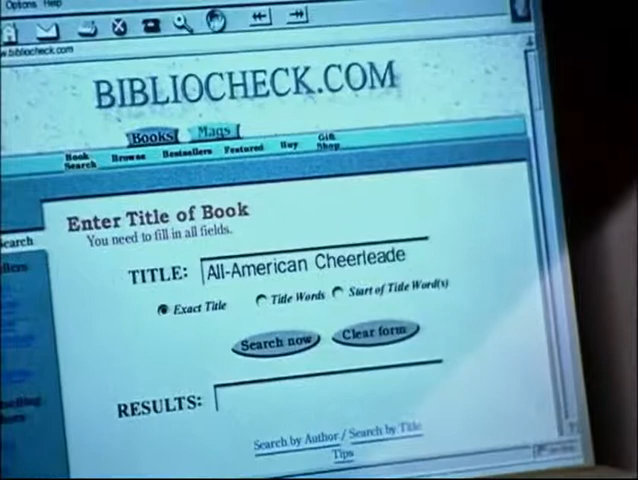 Options Help
w.bibliocheck.com
BIBLIOCHECK.COM
Books Mags
Book Search Browse Bestsellers Featured Buy Gift Shop
Enter Title of Book
You need to fill in all fields.
earch
TITLE: All-American Cheerleade
Exact Title Title Words Start of Title Word(s)
Search now Clear form
RESULTS:
Search by Author / Search by Title
Tips